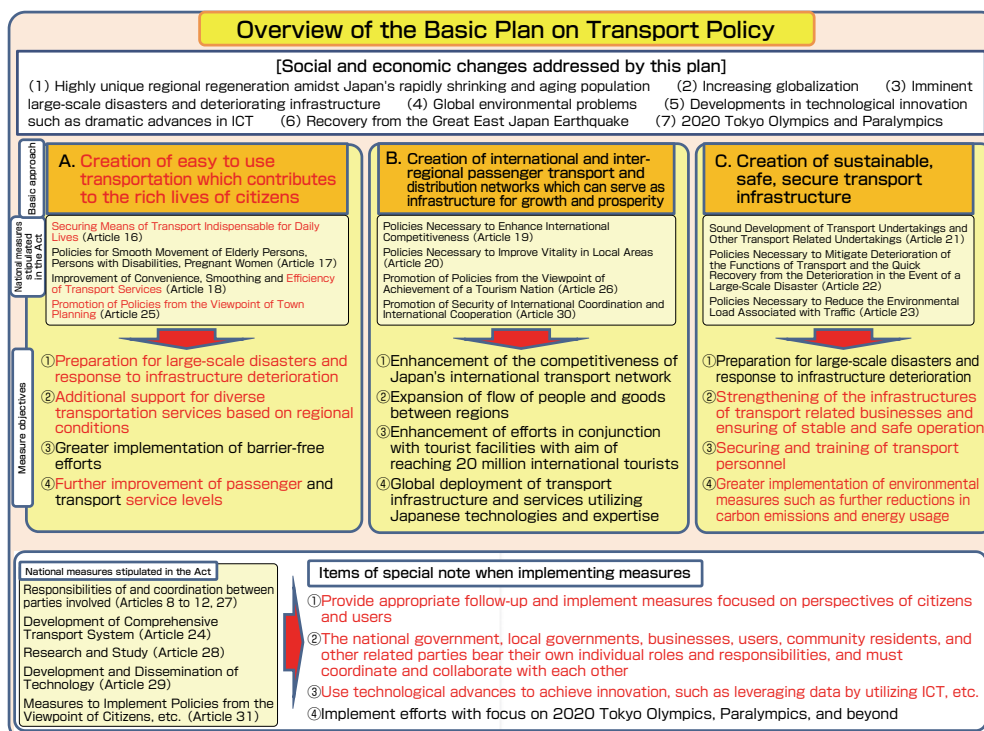 Overview of the Basic Plan on Transport Policy
[Social and economic changes addressed by this plan]
(1) Highly unique regional regeneration amidst Japan's rapidly shrinking and aging population (2) Increasing globalization (3) Imminent
large-scale disasters and deteriorating infrastructure (4) Global environmental problems (5) Developments in technological innovation
such as dramatic advances in ICT (6) Recovery from the Great East Japan Earthquake (7) 2020 Tokyo Olympics and Paralympics
Basic approach
A. Creation of easy to use
transportation which contributes
to the rich lives of citizens
National measures
stipulated
in the Act
Securing Means of Transport Indispensable for Daily
Lives (Article 16)
Policies for Smooth Movement of Elderly Persons,
Persons with Disabilities, Pregnant Women (Article 17)
Improvement of Convenience, Smoothing and Efficiency
of Transport Services (Article 18)
Promotion of Policies from the Viewpoint of Town
Planning (Article 25)
Measure objectives
①Preparation for large-scale disasters and
response to infrastructure deterioration
②Additional support for diverse
transportation services based on regional
conditions
③Greater implementation of barrier-free
efforts
④Further improvement of passenger and
transport service levels
B. Creation of international and inter-
regional passenger transport and
distribution networks which can serve as
infrastructure for growth and prosperity
Policies Necessary to Enhance International
Competitiveness (Article 19)
Policies Necessary to Improve Vitality in Local Areas
(Article 20)
Promotion of Policies from the Viewpoint of
Achievement of a Tourism Nation (Article 26)
Promotion of Security of International Coordination and
International Cooperation (Article 30)
①Enhancement of the competitiveness of
Japan's international transport network
②Expansion of flow of people and goods
between regions
③Enhancement of efforts in conjunction
with tourist facilities with aim of
reaching 20 million international tourists
④Global deployment of transport
infrastructure and services utilizing
Japanese technologies and expertise
C. Creation of sustainable,
safe, secure transport
infrastructure
Sound Development of Transport Undertakings and
Other Transport Related Undertakings (Article 21)
Policies Necessary to Mitigate Deterioration of
the Functions of Transport and the Quick
Recovery from the Deterioration in the Event of a
Large-Scale Disaster (Article 22)
Policies Necessary to Reduce the Environmental
Load Associated with Traffic (Article 23)
①Preparation for large-scale disasters and
response to infrastructure deterioration
②Strengthening of the infrastructures
of transport related businesses and
ensuring of stable and safe operation
③Securing and training of transport
personnel
④Greater implementation of environmental
measures such as further reductions in
carbon emissions and energy usage
National measures stipulated in the Act
Responsibilities of and coordination between
parties involved (Articles 8 to 12, 27)
Development of Comprehensive
Transport System (Article 24)
Research and Study (Article 28)
Development and Dissemination of
Technology (Article 29)
Measures to Implement Policies from the
Viewpoint of Citizens, etc. (Article 31)
Items of special note when implementing measures
①Provide appropriate follow-up and implement measures focused on perspectives of citizens
and users
②The national government, local governments, businesses, users, community residents, and
other related parties bear their own individual roles and responsibilities, and must
coordinate and collaborate with each other
③Use technological advances to achieve innovation, such as leveraging data by utilizing ICT, etc.
④Implement efforts with focus on 2020 Tokyo Olympics, Paralympics, and beyond